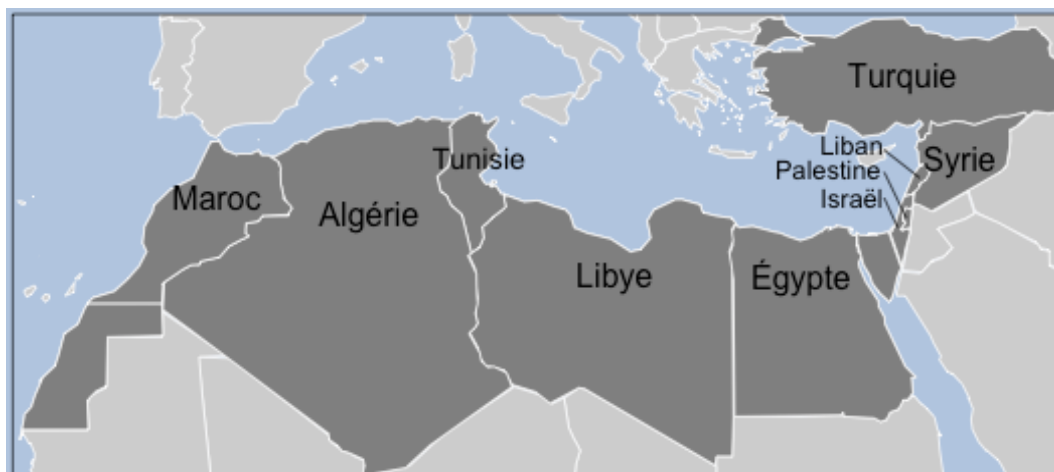 Turquie
Liban
Syrie
Tunisie
Palestine
Maroc
Israël
Algérie
Libye
Égypte